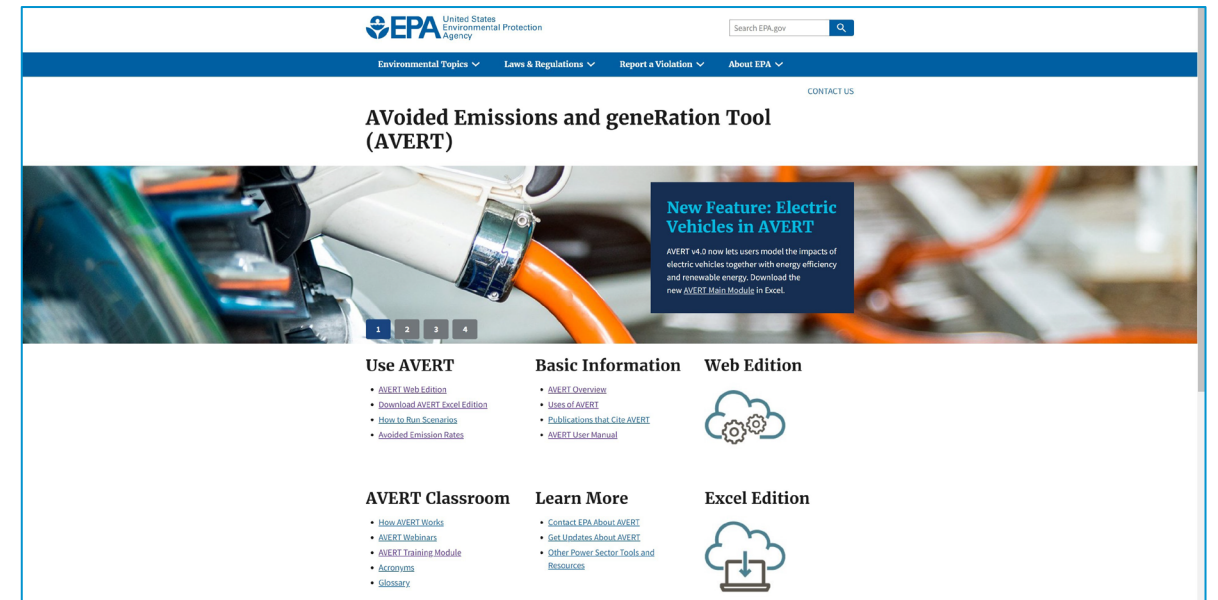 EPA
United States
Environmental Protection
Agency
Search EPA.gov
Environmental Topics
Laws & Regulations
Report a Violation
About EPA
CONTACT US
AVoided Emissions and geneRation Tool
(AVERT)
New Feature: Electric
Vehicles in AVERT
AVERT v4.0 now lets users model the impacts of
electric vehicles together with energy efficiency
and renewable energy. Download the
new AVERT Main Module in Excel.
1 2 3 4
Use AVERT
• AVERT Web Edition
• Download AVERT Excel Edition
• How to Run Scenarios
• Avoided Emission Rates
Basic Information
• AVERT Overview
• Uses of AVERT
• Publications that Cite AVERT
• AVERT User Manual
Web Edition
AVERT Classroom
• How AVERT Works
• AVERT Webinars
• AVERT Training Module
• Acronyms
• Glossary
Learn More
• Contact EPA About AVERT
• Get Updates About AVERT
• Other Power Sector Tools and
Resources
Excel Edition